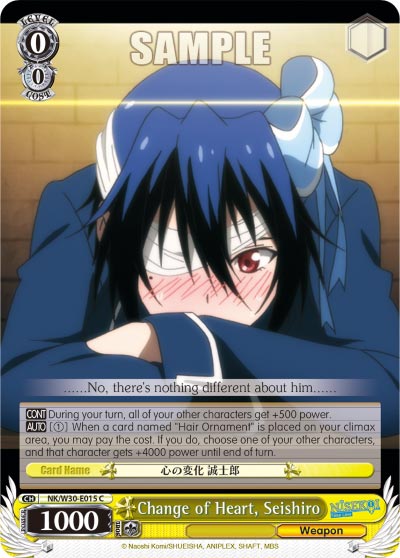 LEVEL
0
0
COST
SAMPLE
......No, there's nothing different about him......
CONT During your turn, all of your other characters get +500 power.
AUTO [①] When a card named "Hair Ornament" is placed on your climax
area, you may pay the cost. If you do, choose one of your other characters,
and that character gets +4000 power until end of turn.
Card Name
心の変化 誠士郎
CH NK/W30-E015 C
POWER
1000
SOUL
Change of Heart, Seishiro
NISEKOI
Weapon
© Naoshi Komi/SHUEISHA, ANIPLEX, SHAFT, MBS